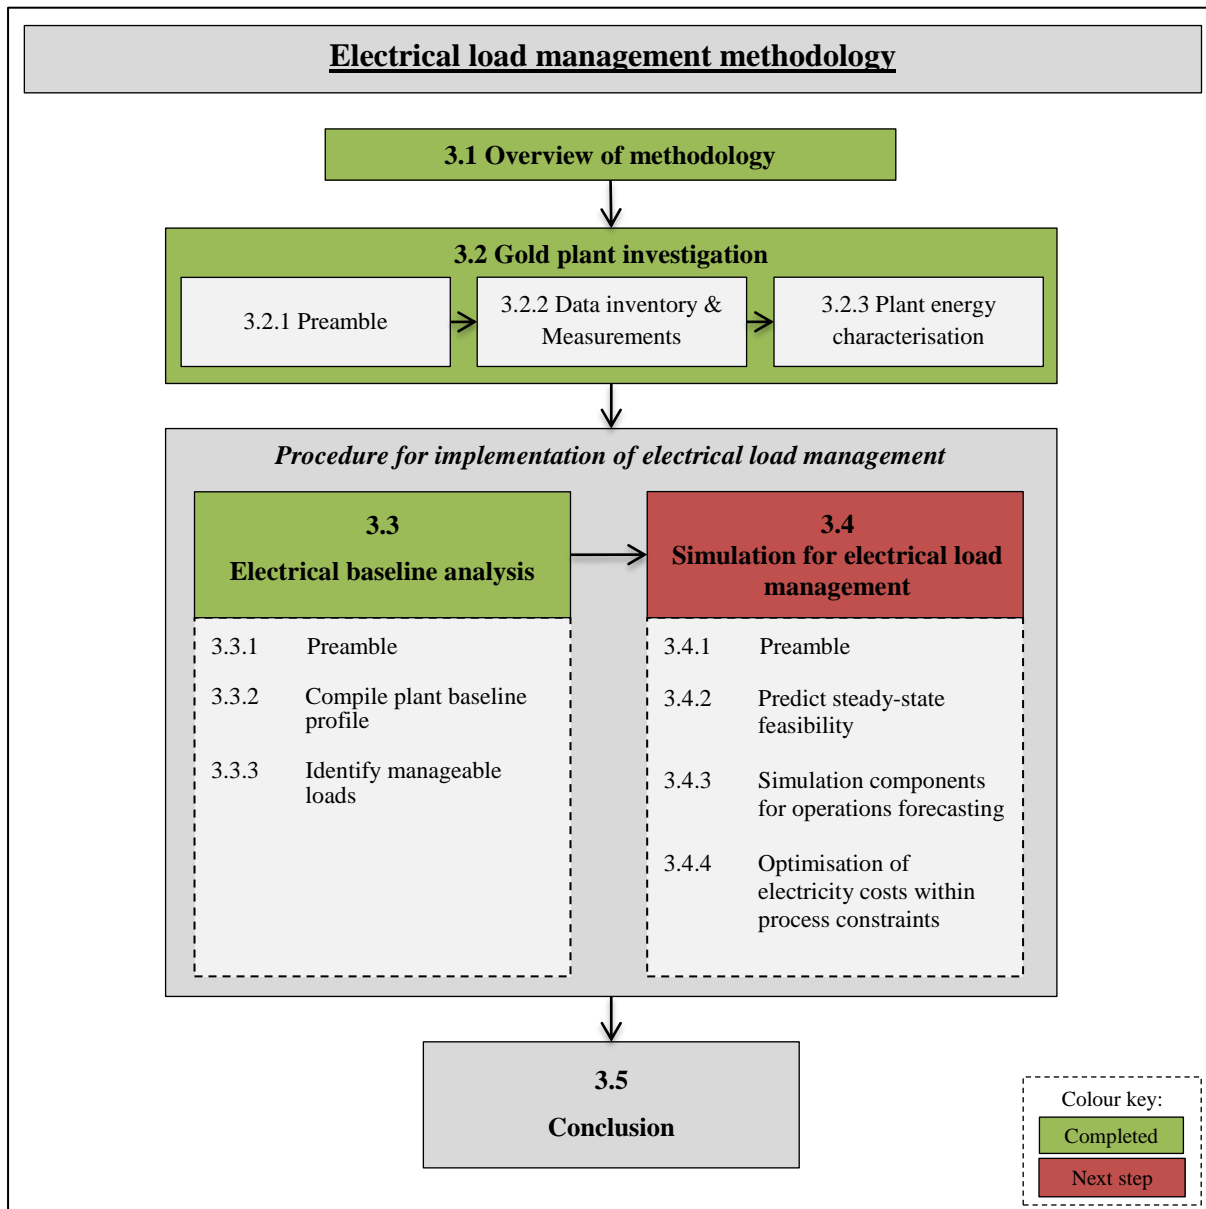 Electrical load management methodology
3.1 Overview of methodology
3.2 Gold plant investigation
3.2.1 Preamble
3.2.2 Data inventory &
Measurements
3.2.3 Plant energy
characterisation
Procedure for implementation of electrical load management
3.3
Electrical baseline analysis
3.3.1 Preamble
3.3.2 Compile plant baseline
profile
3.3.3 Identify manageable
loads
3.4
Simulation for electrical load
management
3.4.1 Preamble
3.4.2 Predict steady-state
feasibility
3.4.3 Simulation components
for operations forecasting
3.4.4 Optimisation of
electricity costs within
process constraints
3.5
Conclusion
Colour key:
Completed
Next step